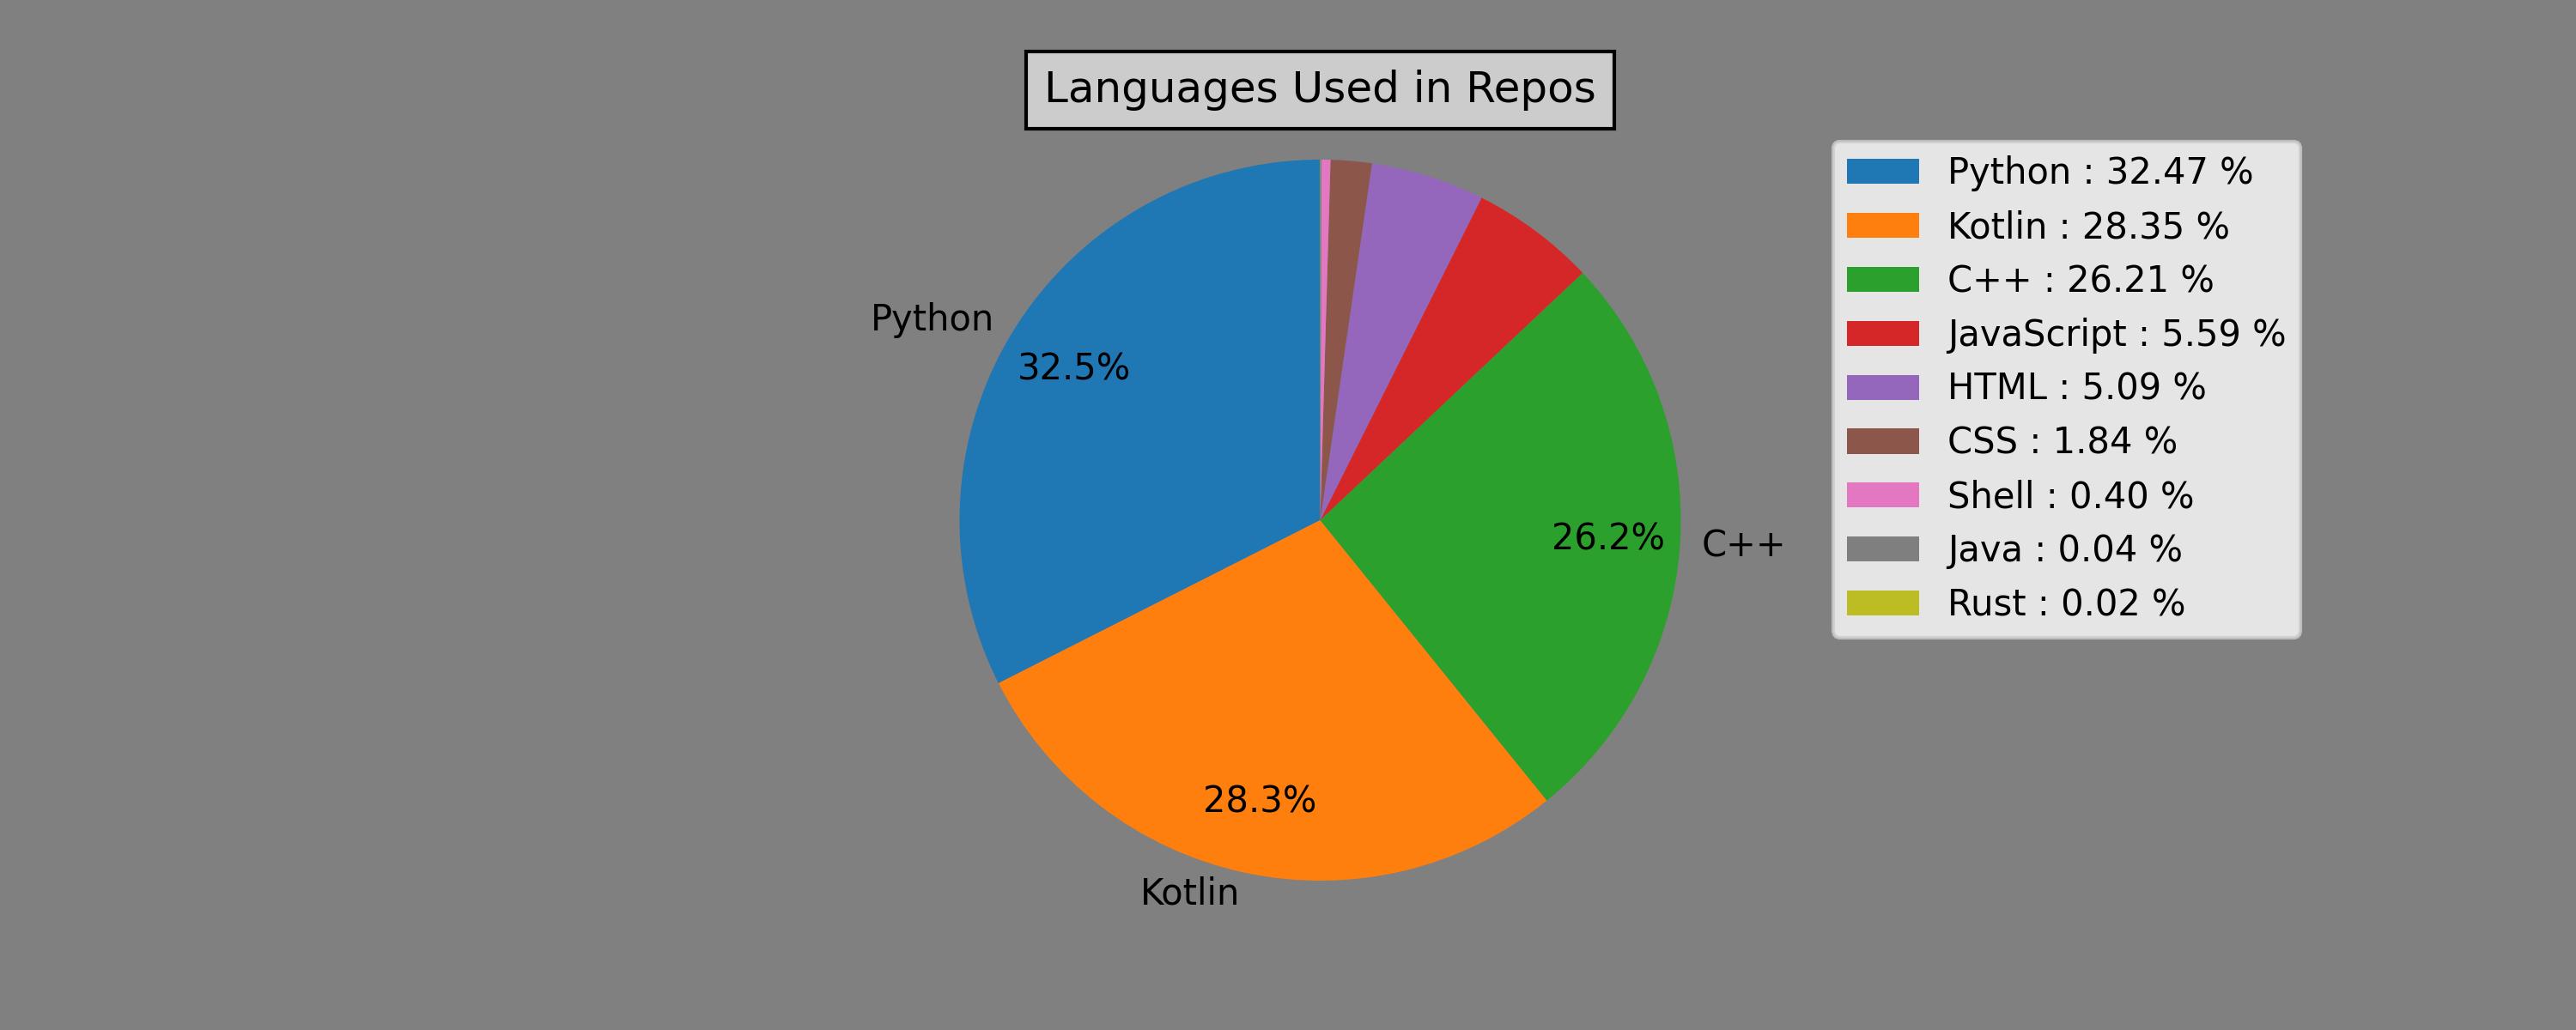 Languages Used in Repos
Python
32.5%
28.3%
Kotlin
26.2%
C++
Python : 32.47 %
Kotlin : 28.35 %
C++ : 26.21 %
JavaScript : 5.59 %
HTML : 5.09 %
CSS : 1.84 %
Shell : 0.40 %
Java : 0.04 %
Rust : 0.02 %